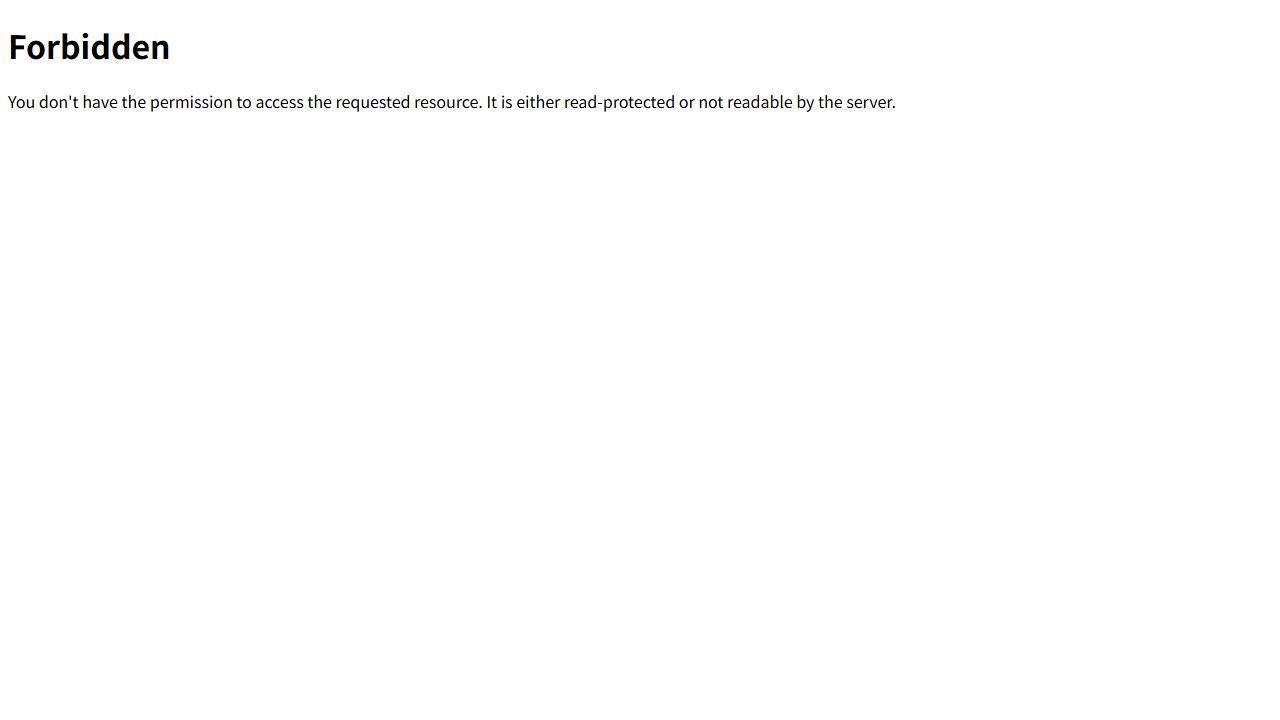 Forbidden
You don't have the permission to access the requested resource. It is either read-protected or not readable by the server.